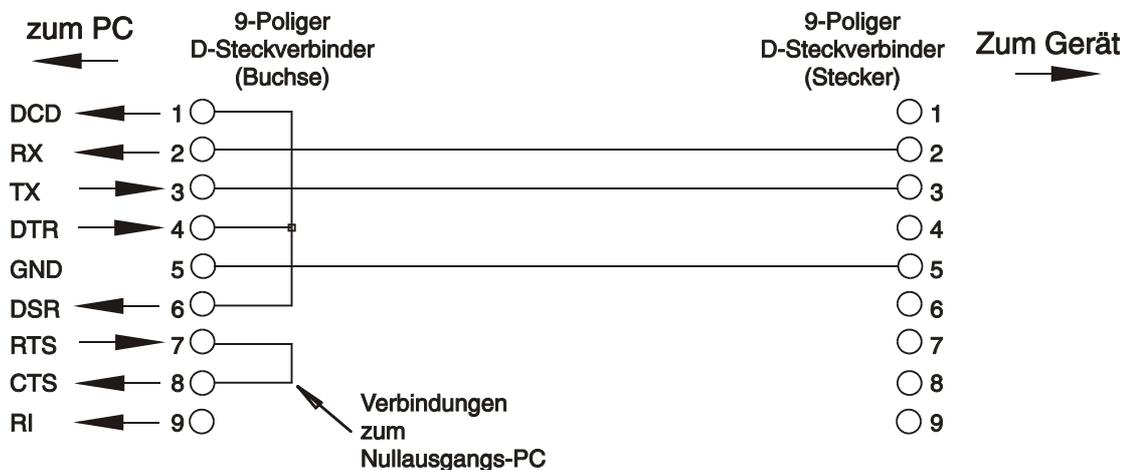 zum PC
9-Poliger
D-Steckverbinder
(Buchse)
9-Poliger
D-Steckverbinder
(Stecker)
Zum Gerät
DCD 1 1
RX 2 2
TX 3 3
DTR 4 4
GND 5 5
DSR 6 6
RTS 7 7
CTS 8 8
RI 9 9
Verbindungen
zum
Nullausgangs-PC